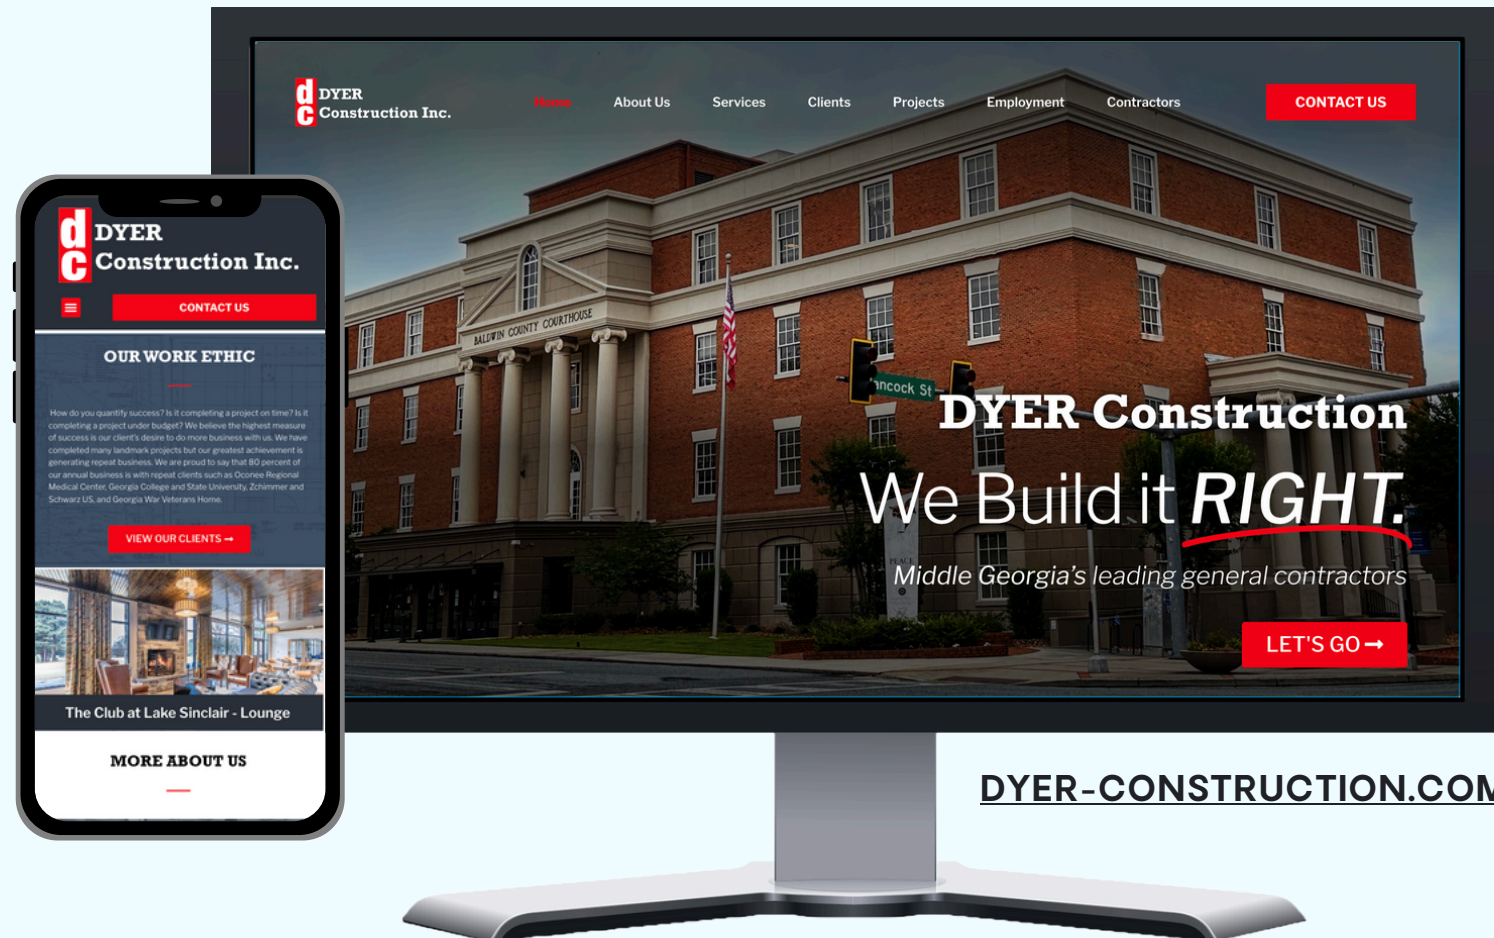 d DYER
c Construction Inc.
Home About Us Services Clients Projects Employment Contractors CONTACT US
BALDWIN COUNTY COURTHOUSE
ancock St
DYER Construction
We Build it RIGHT.
PEACE
Middle Georgia's leading general contractors
LET'S GO →
d DYER
c Construction Inc.
CONTACT US
OUR WORK ETHIC
How do you quantify success? Is it completing a project on time? Is it
completing a project under budget? We believe the highest measure
of success is our client's desire to do more business with us. We have
completed many landmark projects but our greatest achievement is
generating repeat business. We are proud to say that 80 percent of
our annual business is with repeat clients such as Oconee Regional
Medical Center, Georgia College and State University, Zchimmer and
Schwarz US, and Georgia War Veterans Home.
VIEW OUR CLIENTS →
The Club at Lake Sinclair - Lounge
MORE ABOUT US
DYER-CONSTRUCTION.COM